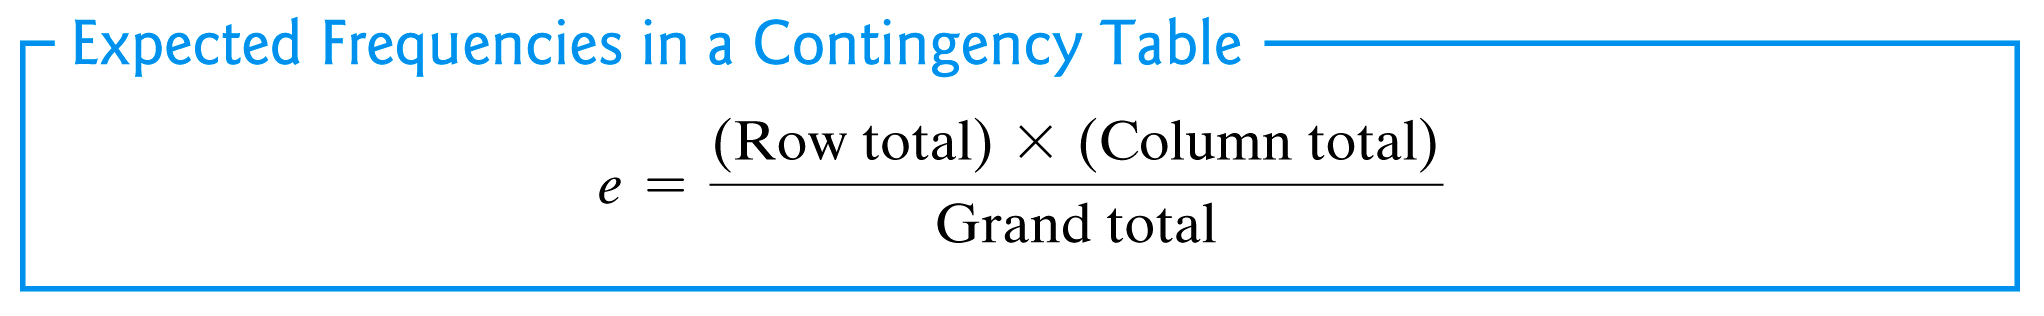 Expected Frequencies in a Contingency Table
e = (Row total) × (Column total)
Grand total